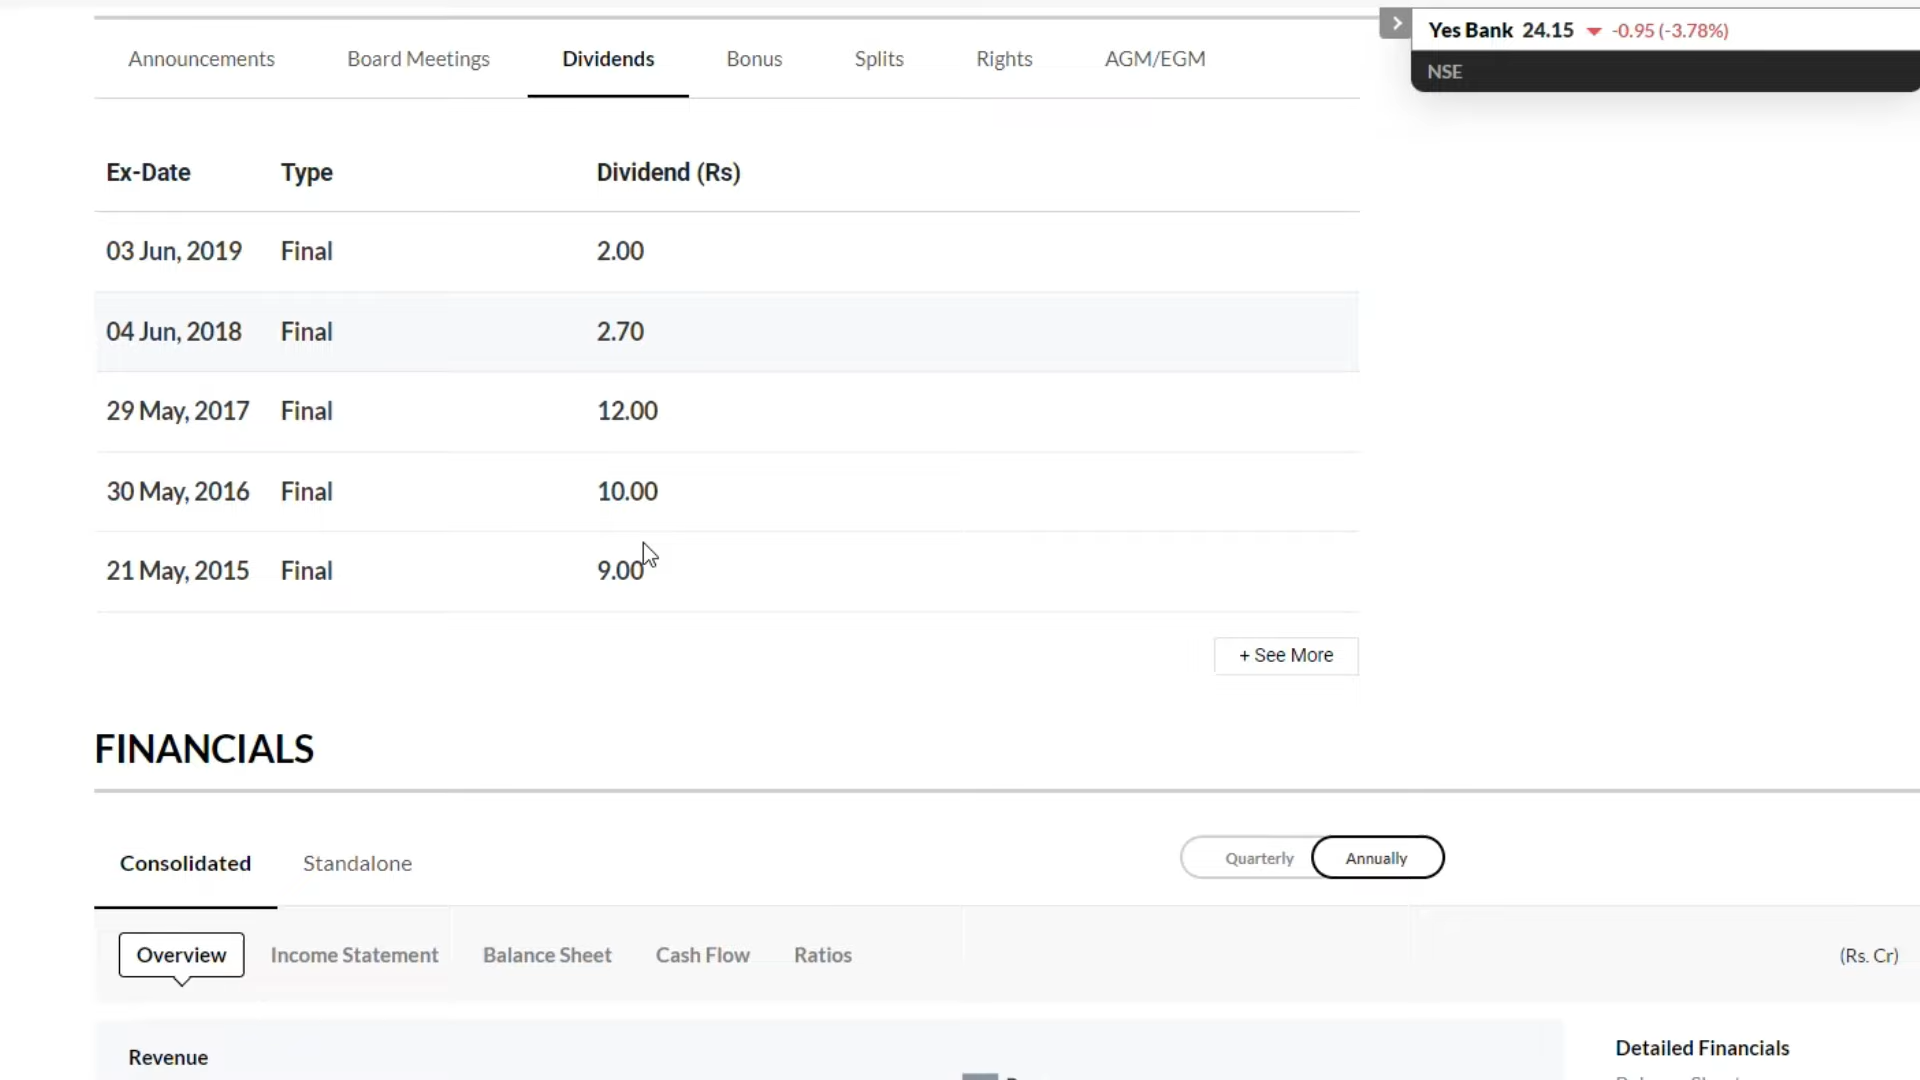 Yes Bank 24.15 -0.95 (-3.78%)
NSE
Announcements Board Meetings Dividends Bonus Splits Rights AGM/EGM
Ex-Date Type Dividend (Rs)
03 Jun, 2019 Final 2.00
04 Jun, 2018 Final 2.70
29 May, 2017 Final 12.00
30 May, 2016 Final 10.00
21 May, 2015 Final 9.00
+ See More
FINANCIALS
Consolidated Standalone Quarterly Annually
Overview Income Statement Balance Sheet Cash Flow Ratios (Rs. Cr)
Revenue
Detailed Financials